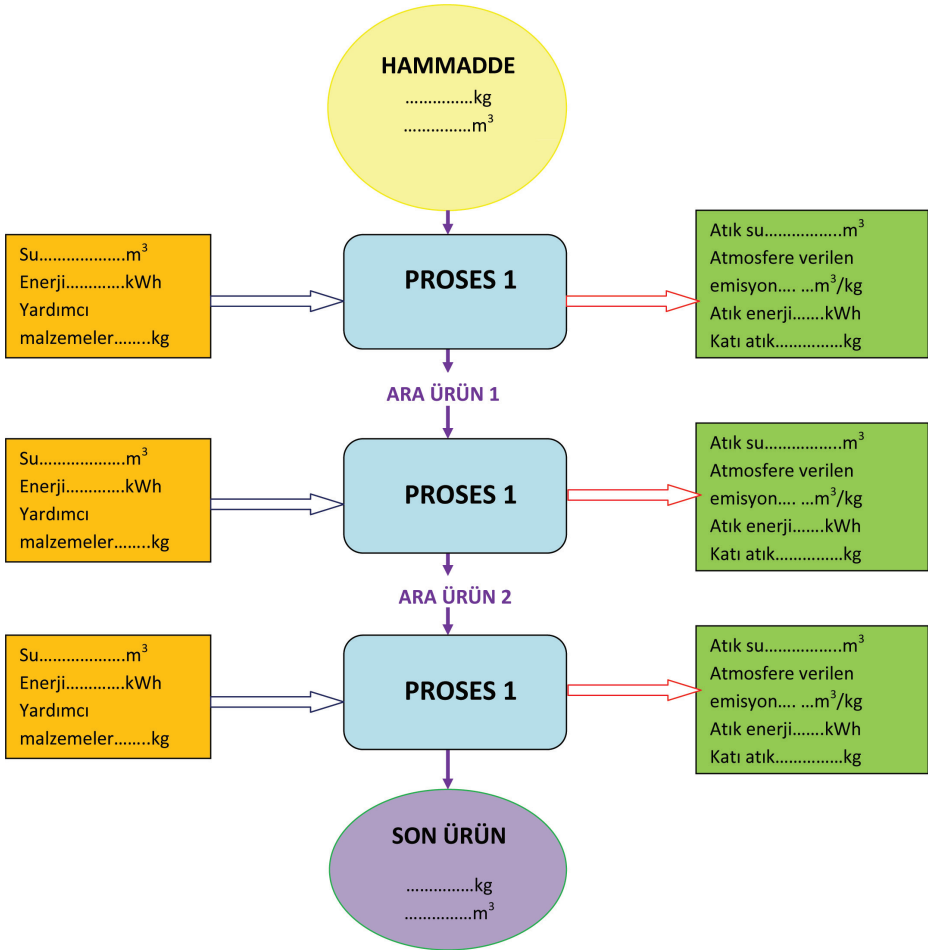 HAMMADDE
...............kg
...............m³
Su...................m³
Enerji.............kWh
Yardımcı
malzemeler........kg
PROSES 1
Atık su.................m³
Atmosfere verilen
emisyon.... ...m³/kg
Atık enerji.......kWh
Katı atık...............kg
ARA ÜRÜN 1
Su...................m³
Enerji.............kWh
Yardımcı
malzemeler........kg
PROSES 1
Atık su.................m³
Atmosfere verilen
emisyon.... ...m³/kg
Atık enerji.......kWh
Katı atık...............kg
ARA ÜRÜN 2
Su...................m³
Enerji.............kWh
Yardımcı
malzemeler........kg
PROSES 1
Atık su.................m³
Atmosfere verilen
emisyon.... ...m³/kg
Atık enerji.......kWh
Katı atık...............kg
SON ÜRÜN
...............kg
...............m³